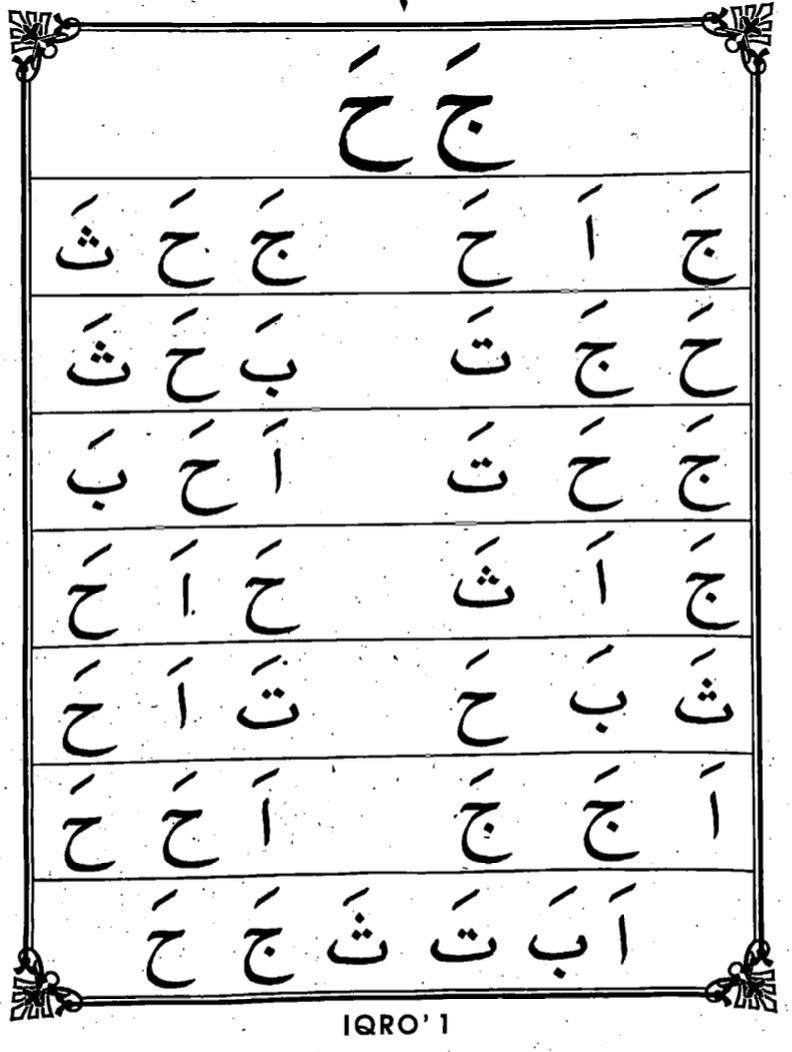 جَ حَ
جَ اَ حَ جَ حَ ثَ
حَ جَ تَ بَ حَ ثَ
جَ حَ تَ اَ حَ بَ
جَ اَ ثَ حَ اَ حَ
ثَ بَ حَ تَ اَ حَ
اَ جَ جَ اَ حَ حَ
اَ بَ تَ ثَ جَ حَ
IQRO' 1